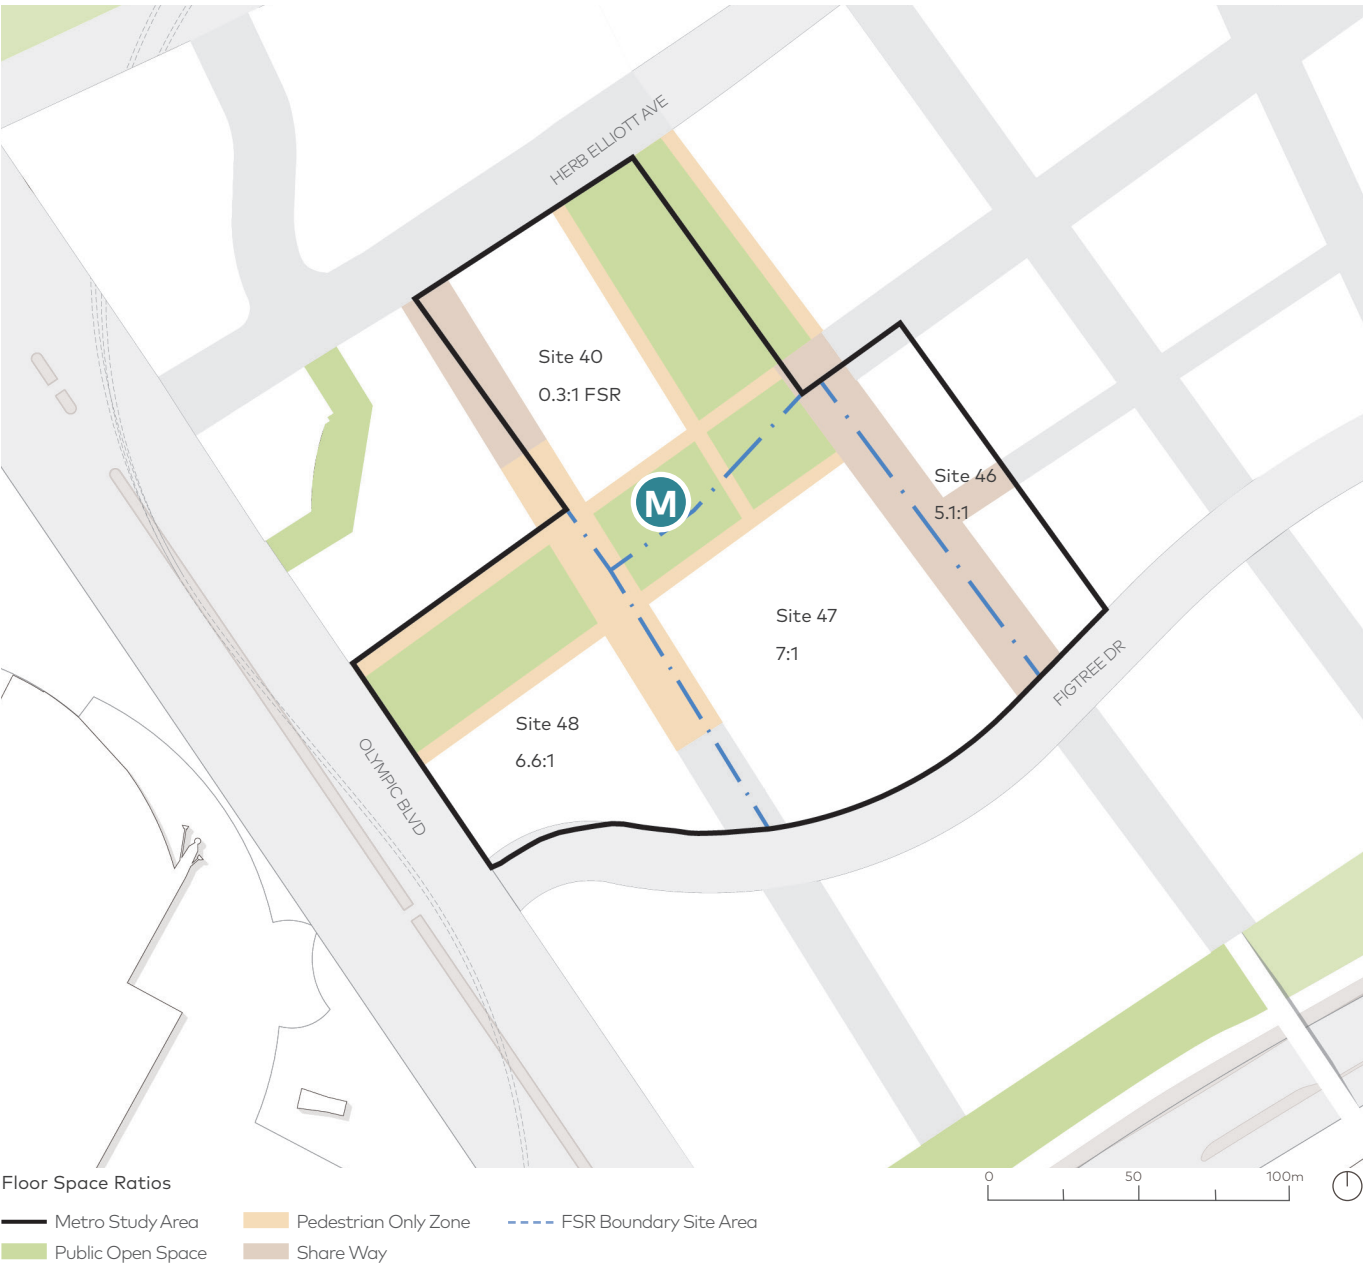 HERB ELLIOTT AVE
Site 40
0.3:1 FSR
M
Site 46
5.1:1
Site 47
7:1
Site 48
6.6:1
OLYMPIC BLVD
FIGTREE DR
Floor Space Ratios
0 50 100m
Metro Study Area
Pedestrian Only Zone
FSR Boundary Site Area
Public Open Space
Share Way